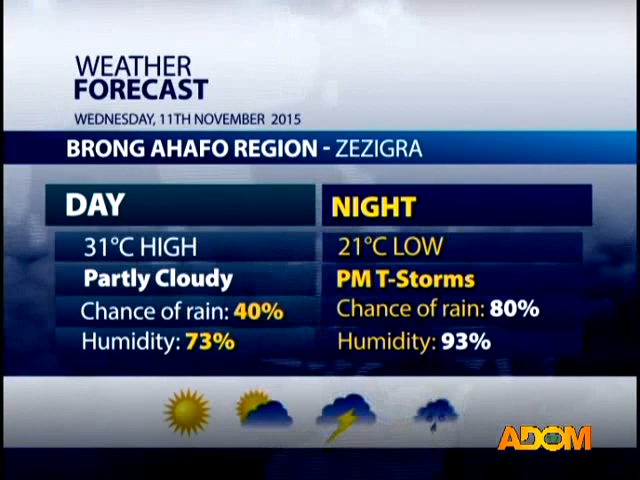 WEATHER
FORECAST
WEDNESDAY, 11TH NOVEMBER 2015
BRONG AHAFO REGION - ZEZIGRA
DAY
31°C HIGH
Partly Cloudy
Chance of rain: 40%
Humidity: 73%
NIGHT
21°C LOW
PM T-Storms
Chance of rain: 80%
Humidity: 93%
ADOM